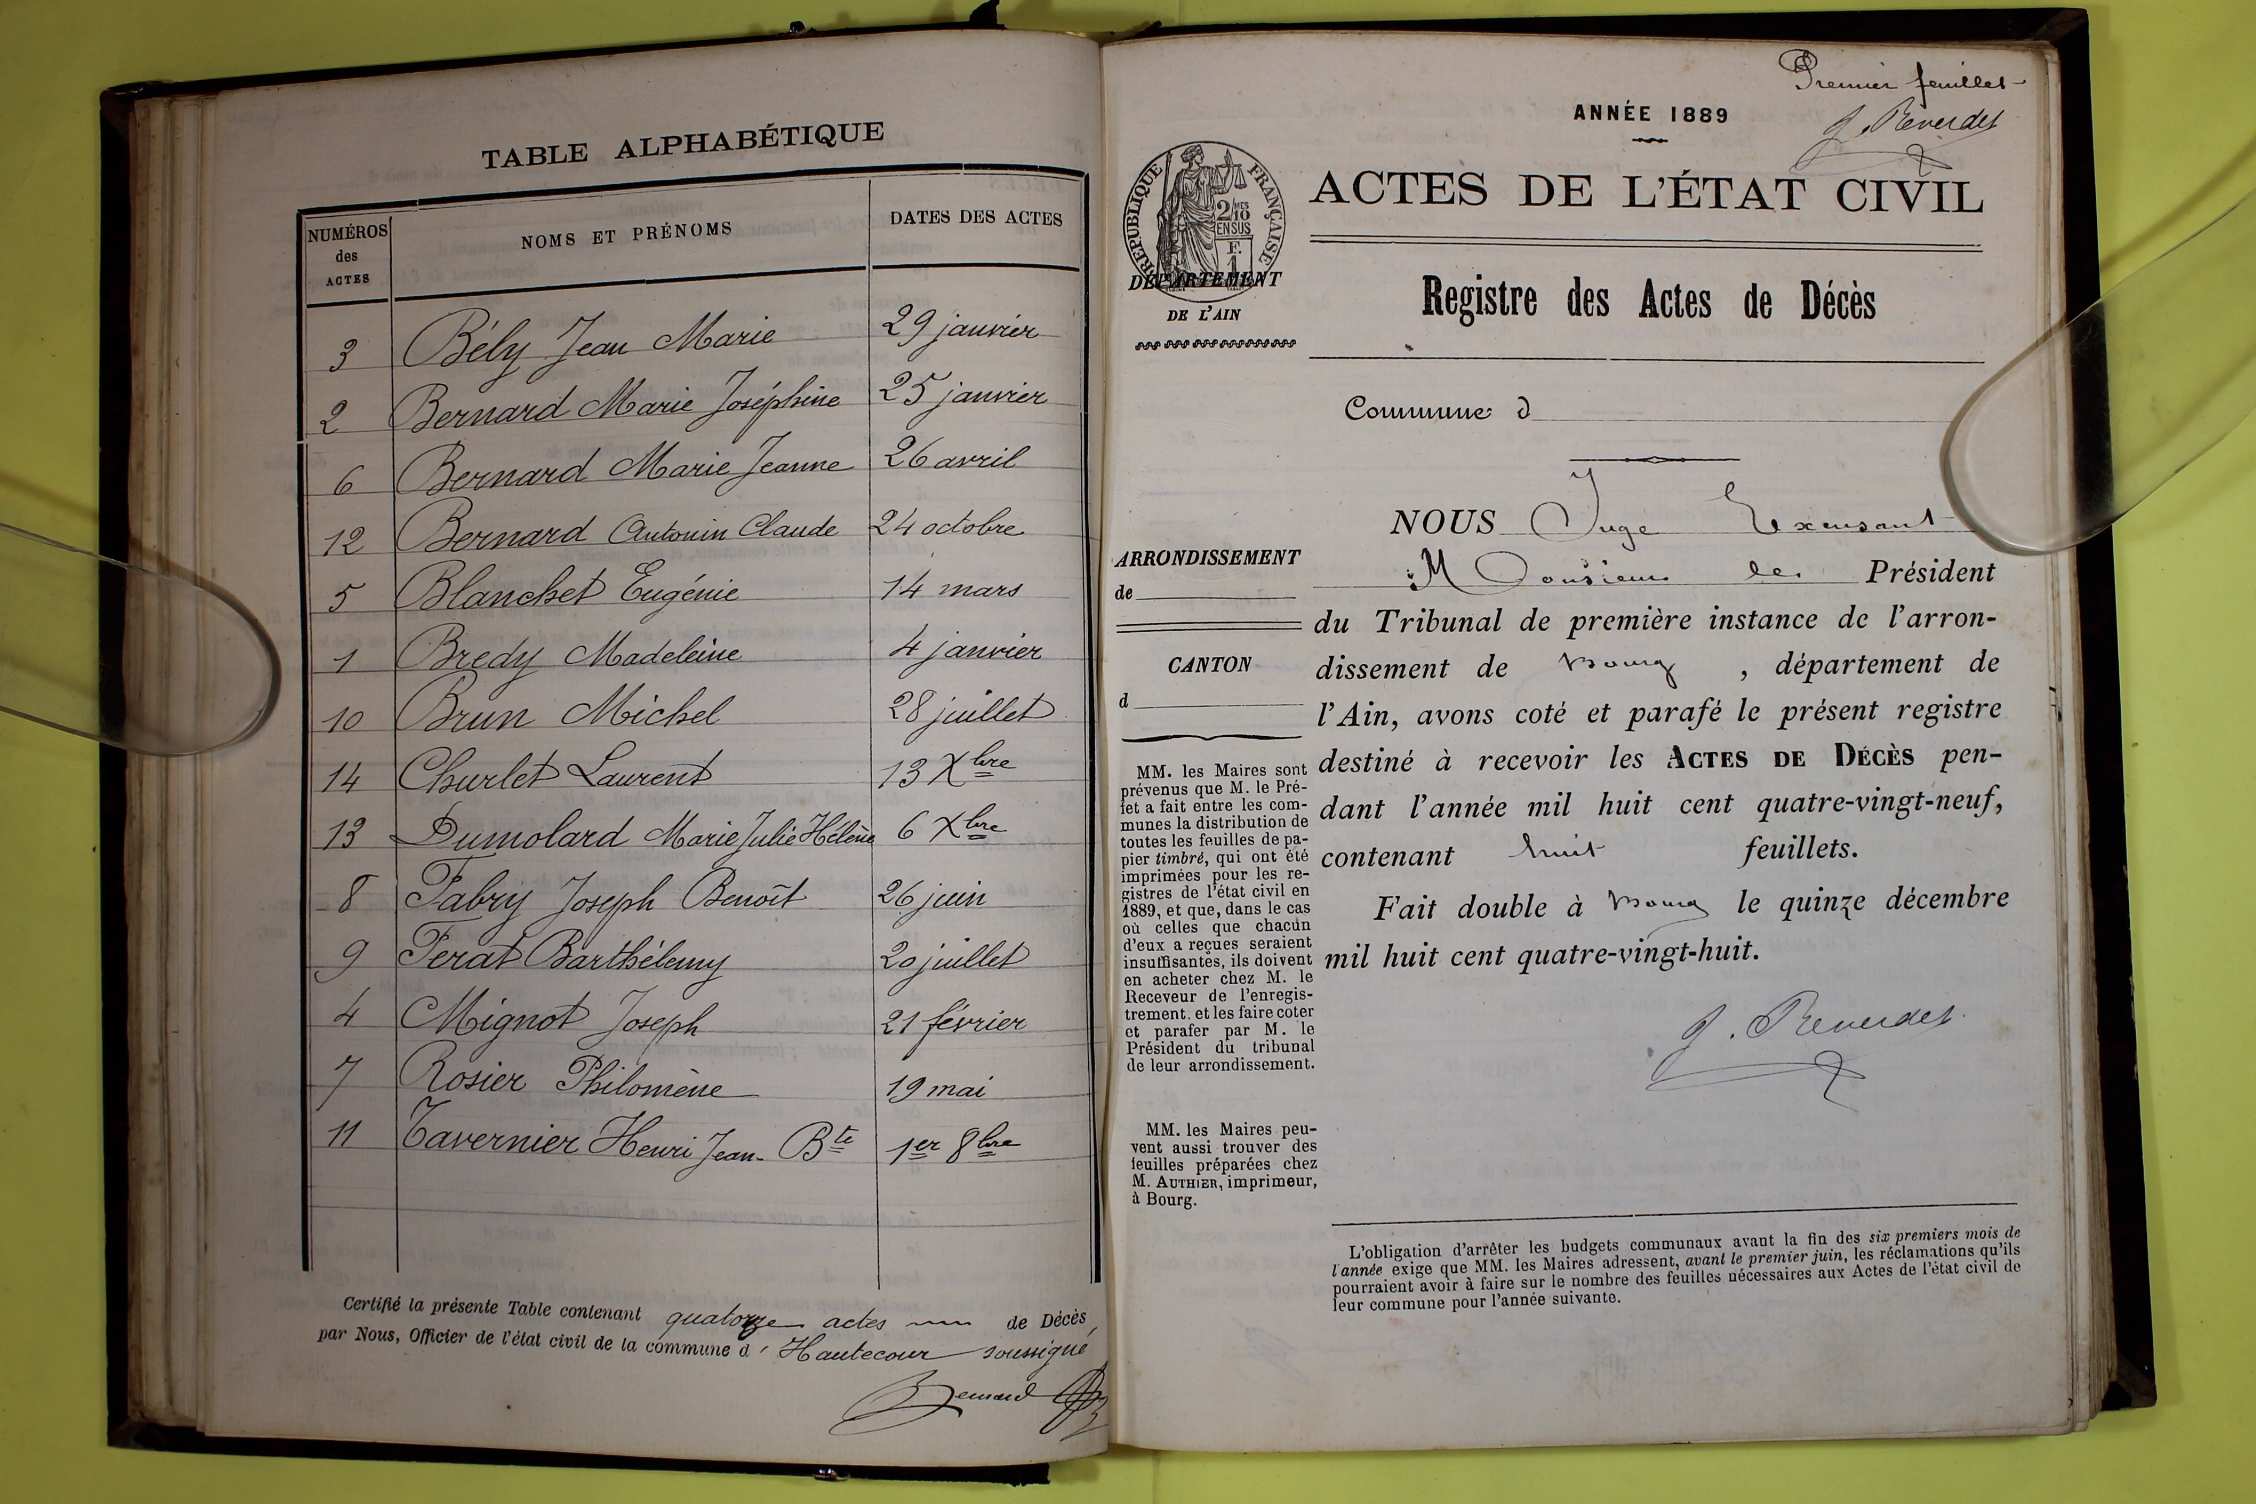 TABLE ALPHABÉTIQUE
NUMÉROS des ACTES NOMS ET PRÉNOMS DATES DES ACTES
3 Bély Jean Marie 29 janvier
2 Bernard Marie Joséphine 25 janvier
6 Bernard Marie Jeanne 26 avril
12 Bernard Antonin Claude 24 octobre
5 Blanchet Eugénie 14 mars
1 Bredy Madeleine 4 janvier
10 Brun Michel 28 juillet
14 Churlet Laurent 13 Xbre
13 Dumolard Marie Julie Hélène 6 Xbre
8 Fabry Joseph Benoît 26 juin
9 Ferat Barthélemy 20 juillet
4 Mignot Joseph 21 février
7 Rosier Philomène 19 mai
11 Tavernier Henri Jean-Bte 1er 8bre
Certifié la présente Table contenant quatorze actes de Décès,
par Nous, Officier de l'état civil de la commune d'Hautecour soussigné
Bernard
Premier feuillet
J. Reverdet
ANNÉE 1889
ACTES DE L'ÉTAT CIVIL
RÉPUBLIQUE FRANÇAISE
2/10 MES
EN SUS
F.
1
DÉPARTEMENT
DE L'AIN
Registre des Actes de Décès
Commune d
NOUS Juge Excusant
Monsieur le Président
du Tribunal de première instance de l'arron-
dissement de Bourg, département de
l'Ain, avons coté et parafé le présent registre
destiné à recevoir les ACTES DE DÉCÈS pen-
dant l'année mil huit cent quatre-vingt-neuf,
contenant huit feuillets.
Fait double à Bourg le quinze décembre
mil huit cent quatre-vingt-huit.
J. Reverdet
ARRONDISSEMENT
de
CANTON
d
MM. les Maires sont
prévenus que M. le Pré-
fet a fait entre les com-
munes la distribution de
toutes les feuilles de pa-
pier timbré, qui ont été
imprimées pour les re-
gistres de l'état civil en
1889, et que, dans le cas
où celles que chacun
d'eux a reçues seraient
insuffisantes, ils doivent
en acheter chez M. le
Receveur de l'enregis-
trement. et les faire coter
et parafer par M. le
Président du tribunal
de leur arrondissement.
MM. les Maires peu-
vent aussi trouver des
feuilles préparées chez
M. AUTHIER, imprimeur,
à Bourg.
L'obligation d'arrêter les budgets communaux avant la fin des six premiers mois de
l'année exige que MM. les Maires adressent, avant le premier juin, les réclamations qu'ils
pourraient avoir à faire sur le nombre des feuilles nécessaires aux Actes de l'état civil de
leur commune pour l'année suivante.